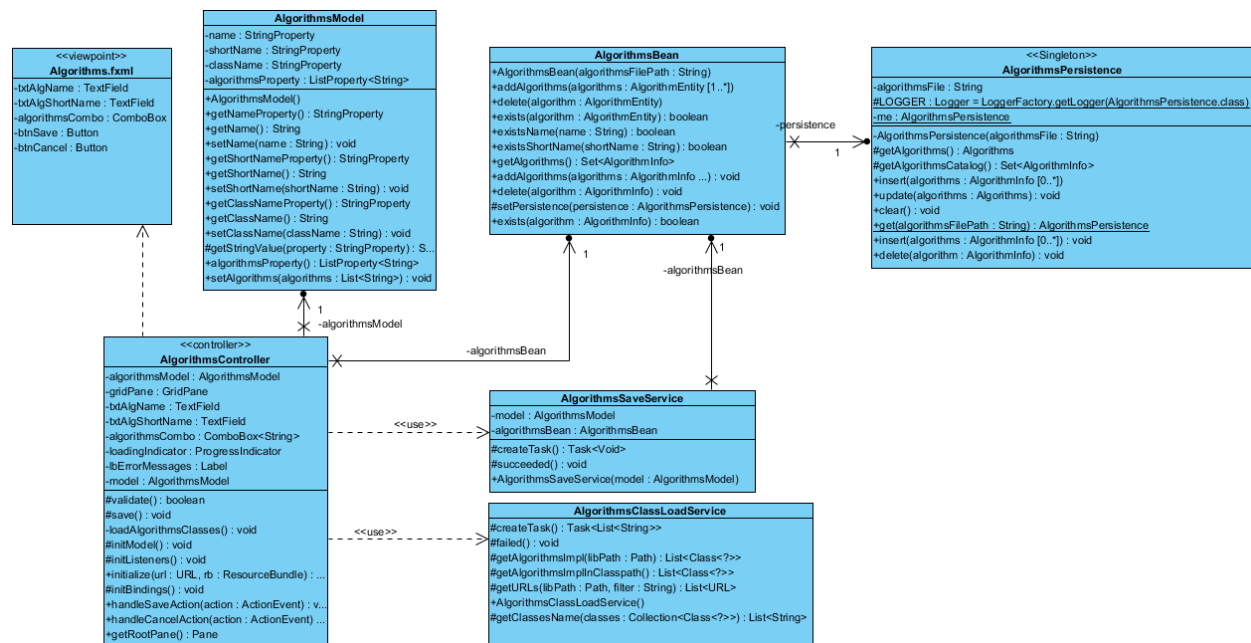 <<viewpoint>>
Algorithms.fxml
-txtAlgName : TextField
-txtAlgShortName : TextField
-algorithmsCombo : ComboBox
-btnSave : Button
-btnCancel : Button
AlgorithmsModel
-name : StringProperty
-shortName : StringProperty
-className : StringProperty
-algorithmsProperty : ListProperty<String>
+AlgorithmsModel()
+getNameProperty() : StringProperty
+getName() : String
+setName(name : String) : void
+getShortNameProperty() : StringProperty
+getShortName() : String
+setShortName(shortName : String) : void
+getClassNameProperty() : StringProperty
+getClassName() : String
+setClassName(className : String) : void
#getStringValue(property : StringProperty) : S...
+algorithmsProperty() : ListProperty<String>
+setAlgorithms(algorithms : List<String>) : void
AlgorithmsBean
+AlgorithmsBean(algorithmsFilePath : String)
+addAlgorithms(algorithms : AlgorithmEntity [1..*])
+delete(algorithm : AlgorithmEntity)
+exists(algorithm : AlgorithmEntity) : boolean
+existsName(name : String) : boolean
+existsShortName(shortName : String) : boolean
+getAlgorithms() : Set<AlgorithmInfo>
+addAlgorithms(algorithms : AlgorithmInfo ...) : void
+delete(algorithm : AlgorithmInfo) : void
#setPersistence(persistence : AlgorithmsPersistence) : void
+exists(algorithm : AlgorithmInfo) : boolean
-persistence
1
<<Singleton>>
AlgorithmsPersistence
-algorithmsFile : String
#LOGGER : Logger = LoggerFactory.getLogger(AlgorithmsPersistence.class)
-me : AlgorithmsPersistence
-AlgorithmsPersistence(algorithmsFile : String)
#getAlgorithms() : Algorithms
#getAlgorithmsCatalog() : Set<AlgorithmInfo>
+insert(algorithms : AlgorithmInfo [0..*])
+update(algorithms : Algorithms) : void
+clear() : void
+get(algorithmsFilePath : String) : AlgorithmsPersistence
+insert(algorithms : AlgorithmInfo [0..*]) : void
+delete(algorithm : AlgorithmInfo) : void
1
-algorithmsModel
1
-algorithmsBean
1
-algorithmsBean
<<controller>>
AlgorithmsController
-algorithmsModel : AlgorithmsModel
-gridPane : GridPane
-txtAlgName : TextField
-txtAlgShortName : TextField
-algorithmsCombo : ComboBox<String>
-loadingIndicator : ProgressIndicator
-lbErrorMessages : Label
-model : AlgorithmsModel
#validate() : boolean
#save() : void
-loadAlgorithmsClasses() : void
#initModel() : void
#initListeners() : void
+initialize(url : URL, rb : ResourceBundle) : ...
#initBindings() : void
+handleSaveAction(action : ActionEvent) : v...
+handleCancelAction(action : ActionEvent) ...
+getRootPane() : Pane
<<use>>
<<use>>
AlgorithmsSaveService
-model : AlgorithmsModel
-algorithmsBean : AlgorithmsBean
#createTask() : Task<Void>
#succeeded() : void
+AlgorithmsSaveService(model : AlgorithmsModel)
AlgorithmsClassLoadService
#createTask() : Task<List<String>>
#failed() : void
#getAlgorithmsImpl(libPath : Path) : List<Class<?>>
#getAlgorithmsImplInClasspath() : List<Class<?>>
#getURLs(libPath : Path, filter : String) : List<URL>
+AlgorithmsClassLoadService()
#getClassesName(classes : Collection<Class<?>>) : List<String>